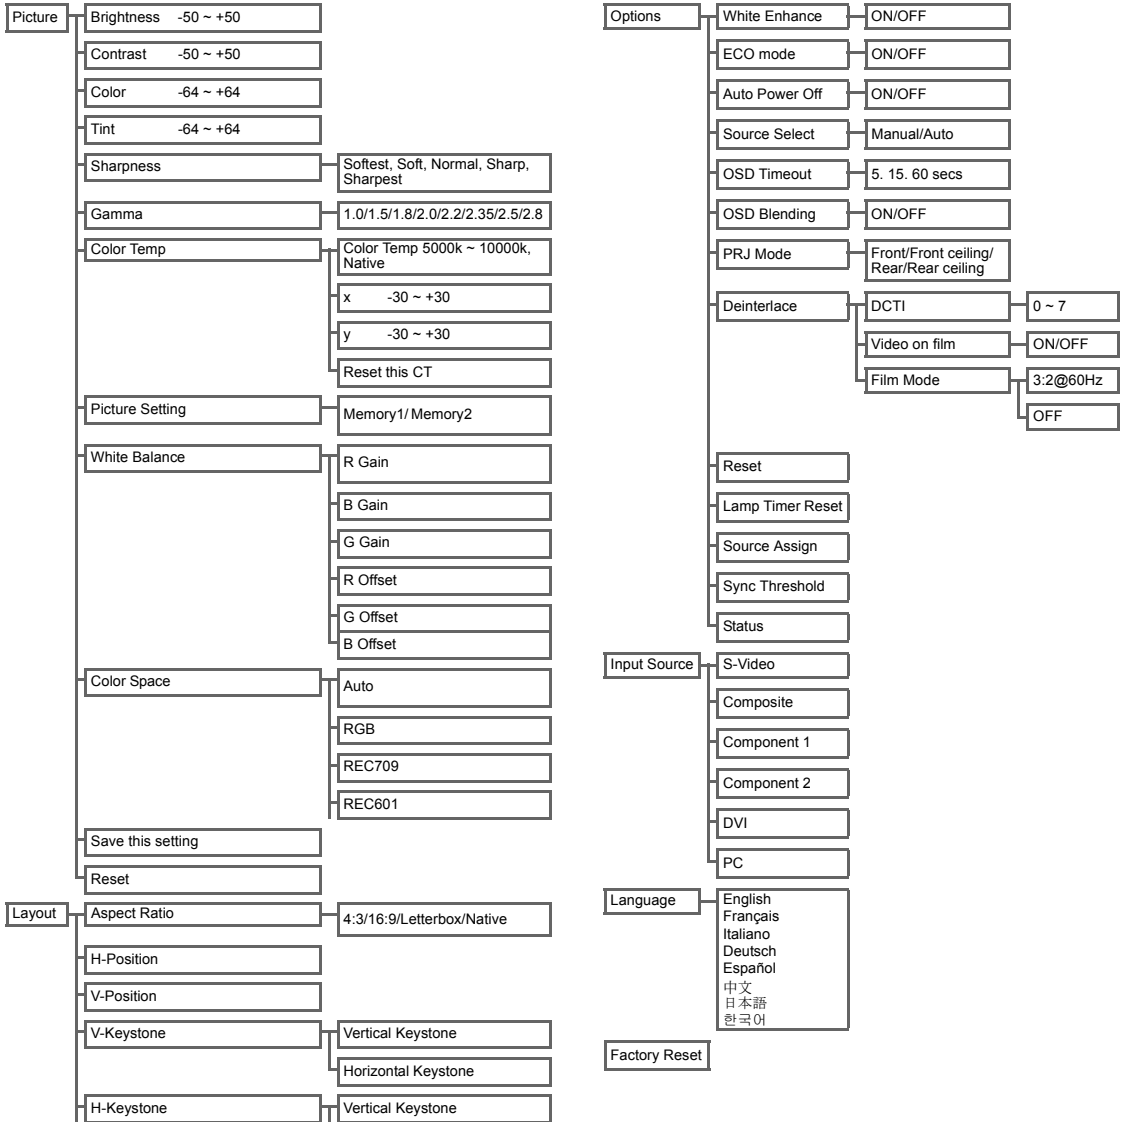 Picture
Brightness -50 ~ +50
Contrast -50 ~ +50
Color -64 ~ +64
Tint -64 ~ +64
Sharpness
Softest, Soft, Normal, Sharp,
Sharpest
Gamma
1.0/1.5/1.8/2.0/2.2/2.35/2.5/2.8
Color Temp
Color Temp 5000k ~ 10000k,
Native
x -30 ~ +30
y -30 ~ +30
Reset this CT
Picture Setting
Memory1/ Memory2
White Balance
R Gain
B Gain
G Gain
R Offset
G Offset
B Offset
Color Space
Auto
RGB
REC709
REC601
Save this setting
Reset
Layout
Aspect Ratio
4:3/16:9/Letterbox/Native
H-Position
V-Position
V-Keystone
Vertical Keystone
Horizontal Keystone
H-Keystone
Vertical Keystone
Options
White Enhance
ON/OFF
ECO mode
ON/OFF
Auto Power Off
ON/OFF
Source Select
Manual/Auto
OSD Timeout
5. 15. 60 secs
OSD Blending
ON/OFF
PRJ Mode
Front/Front ceiling/
Rear/Rear ceiling
Deinterlace
DCTI
0 ~ 7
Video on film
ON/OFF
Film Mode
3:2@60Hz
OFF
Reset
Lamp Timer Reset
Source Assign
Sync Threshold
Status
Input Source
S-Video
Composite
Component 1
Component 2
DVI
PC
Language
English
Français
Italiano
Deutsch
Español
中文
日本語
한국어
Factory Reset